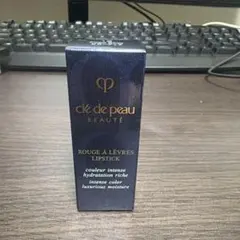 clé de peau
BEAUTÉ
ROUGE À LÈVRES
LIPSTICK
couleur intense
hydratation riche
intense color
luxurious moisture